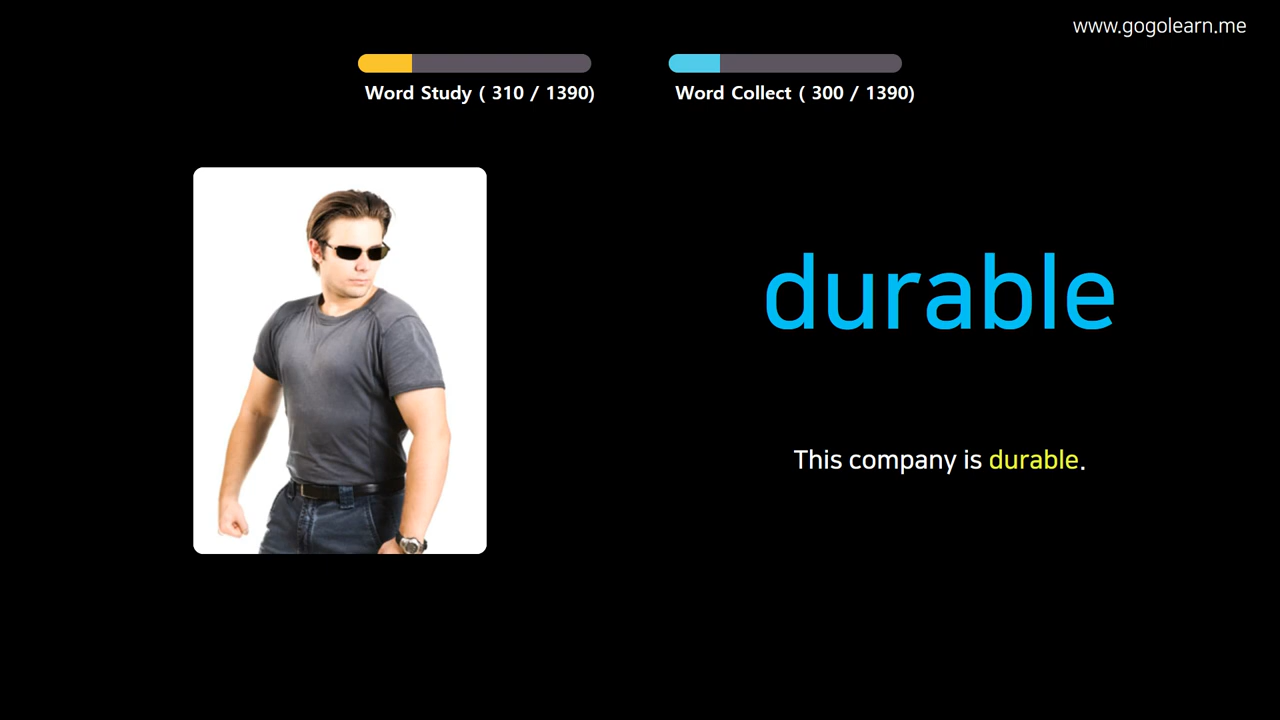 www.gogolearn.me
Word Study ( 310 / 1390)
Word Collect ( 300 / 1390)
durable
This company is durable.